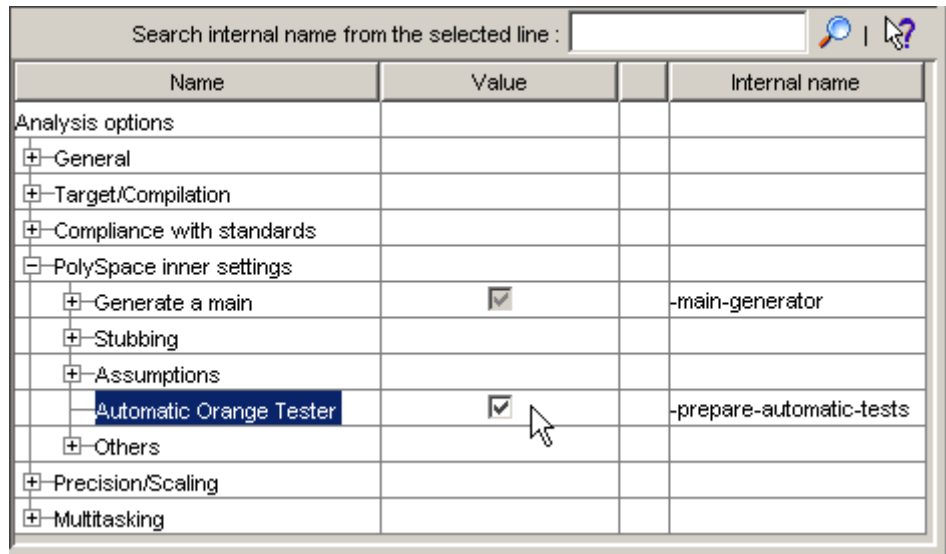 Search internal name from the selected line :
Name Value Internal name
Analysis options
General
Target/Compilation
Compliance with standards
PolySpace inner settings
Generate a main -main-generator
Stubbing
Assumptions
Automatic Orange Tester -prepare-automatic-tests
Others
Precision/Scaling
Multitasking